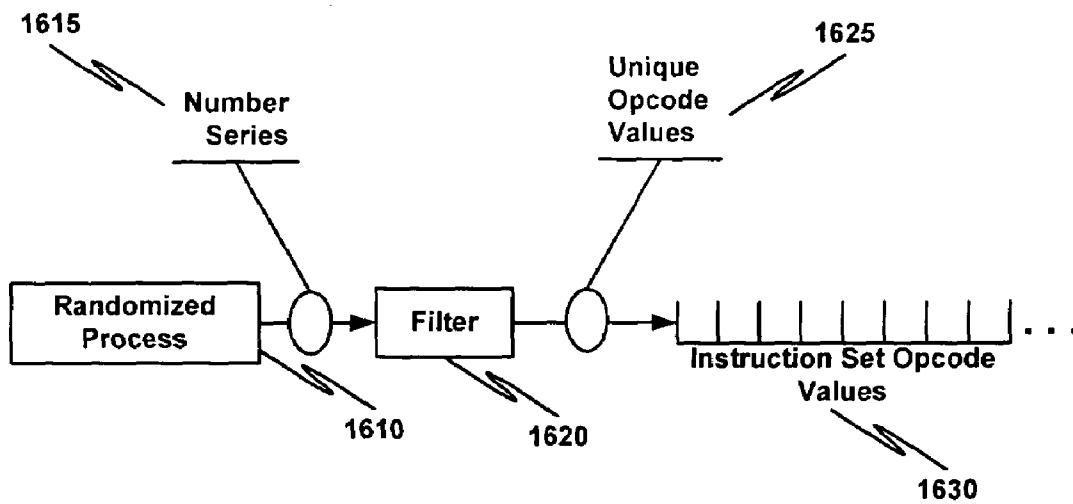 1615
Number
Series
Unique
Opcode
Values
1625
Randomized
Process
Filter
. . .
Instruction Set Opcode
Values
1610
1620
1630